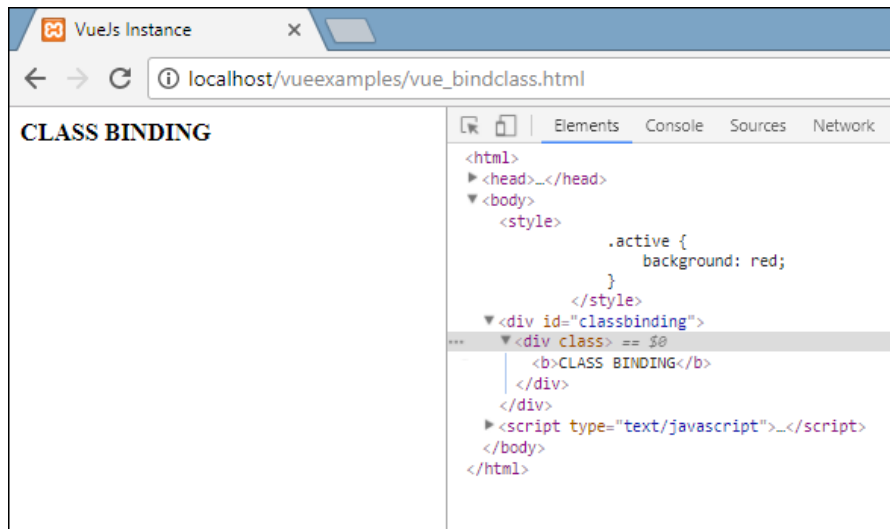 VueJs Instance
localhost/vueexamples/vue_bindclass.html
CLASS BINDING
Elements Console Sources Network
<html>
▶<head>…</head>
▼<body>
<style>
.active {
background: red;
}
</style>
▼<div id="classbinding">
▼<div class> == $0
<b>CLASS BINDING</b>
</div>
</div>
▶<script type="text/javascript">…</script>
</body>
</html>